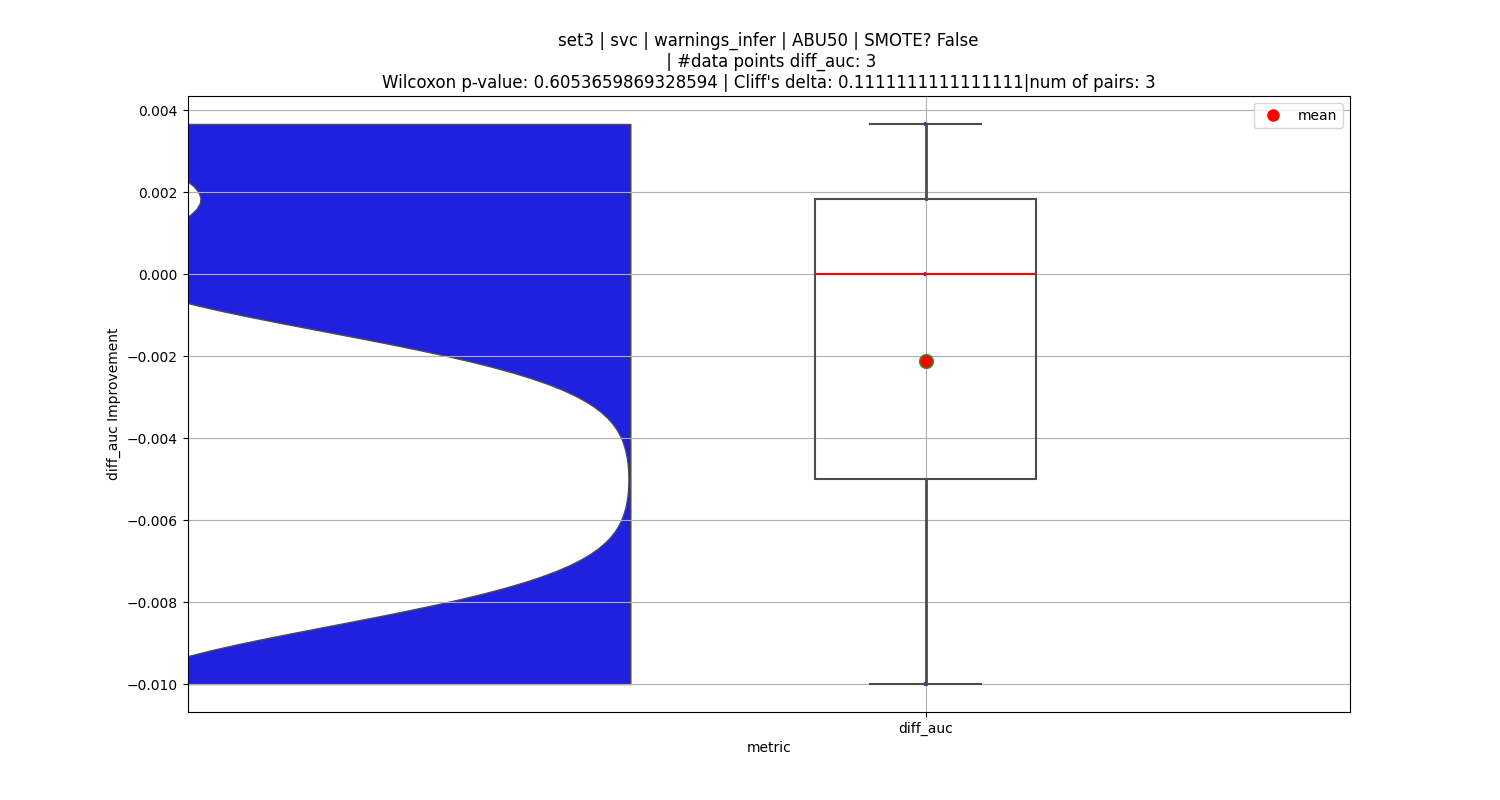 set3 | svc | warnings_infer | ABU50 | SMOTE? False
| #data points diff_auc: 3
Wilcoxon p-value: 0.6053659869328594 | Cliff's delta: 0.1111111111111111|num of pairs: 3
mean
0.004
0.002
0.000
−0.002
−0.004
−0.006
−0.008
−0.010
diff_auc Improvement
diff_auc
metric